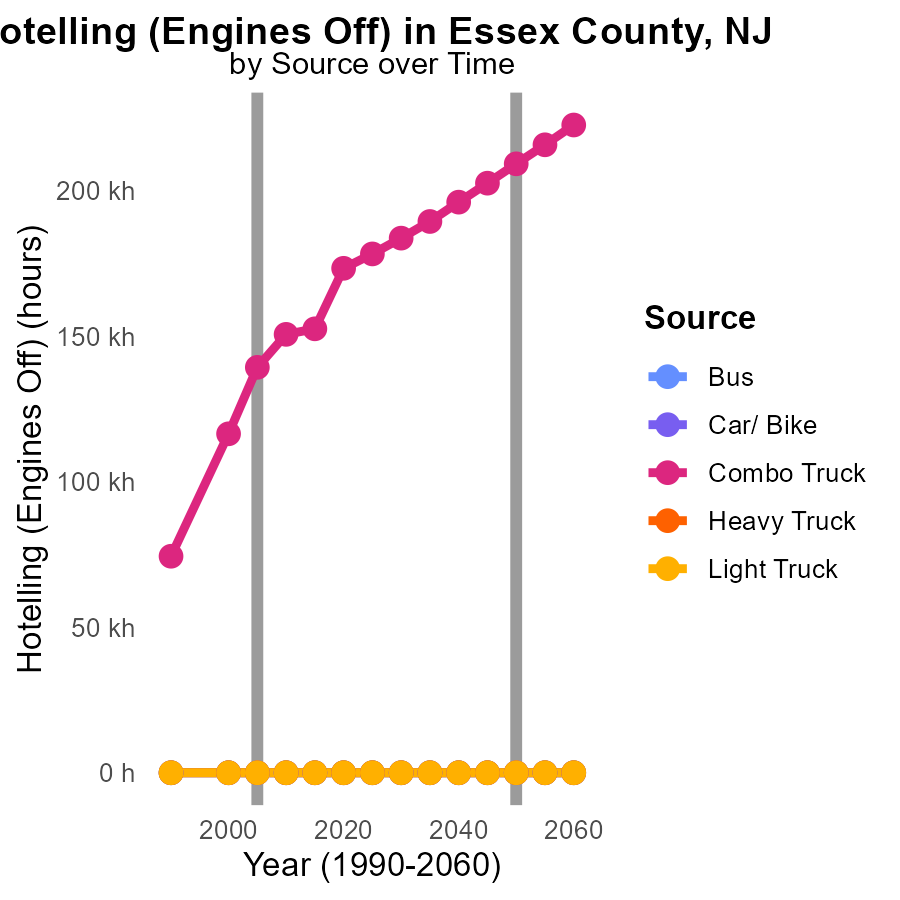 otelling (Engines Off) in Essex County, NJ
by Source over Time
Hotelling (Engines Off) (hours)
200 kh
150 kh
100 kh
50 kh
0 h
2000 2020 2040 2060
Year (1990-2060)
Source
Bus
Car/ Bike
Combo Truck
Heavy Truck
Light Truck